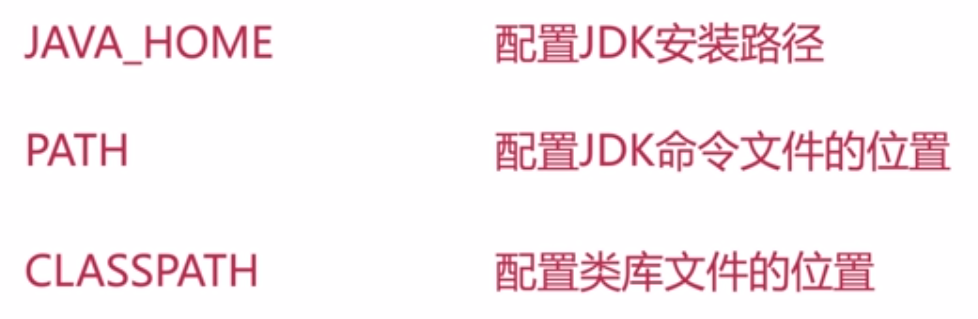 JAVA_HOME 配置JDK安装路径
PATH 配置JDK命令文件的位置
CLASSPATH 配置类库文件的位置